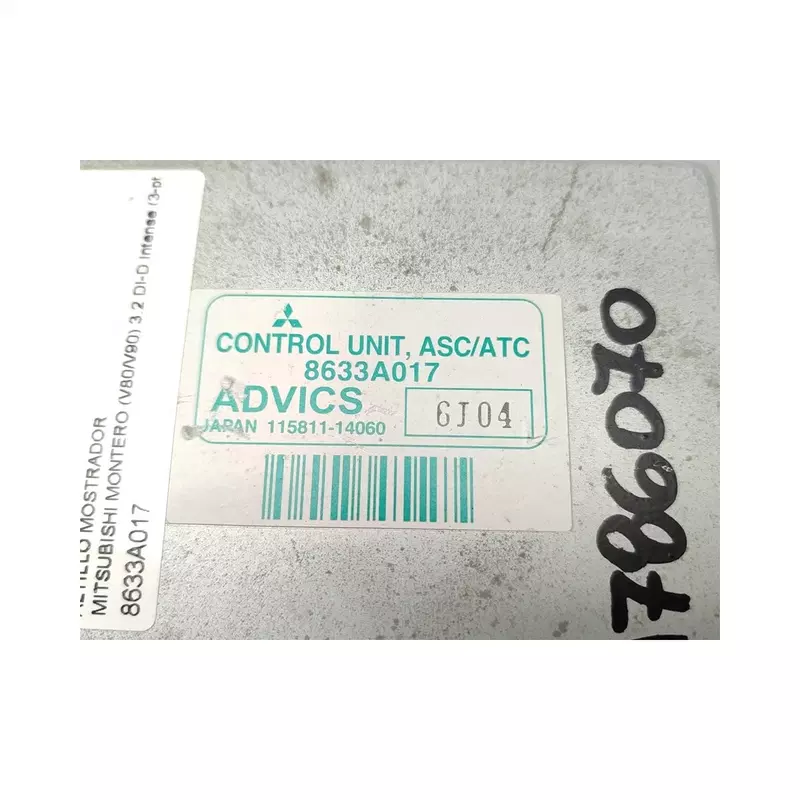 CONTROL UNIT, ASC/ATC
8633A017
ADVICS
6J04
JAPAN 115811-14060
MOSTRADOR
MITSUBISHI MONTERO (V80/V90) 3.2 DI-D Intense (3-
8633A017
786070